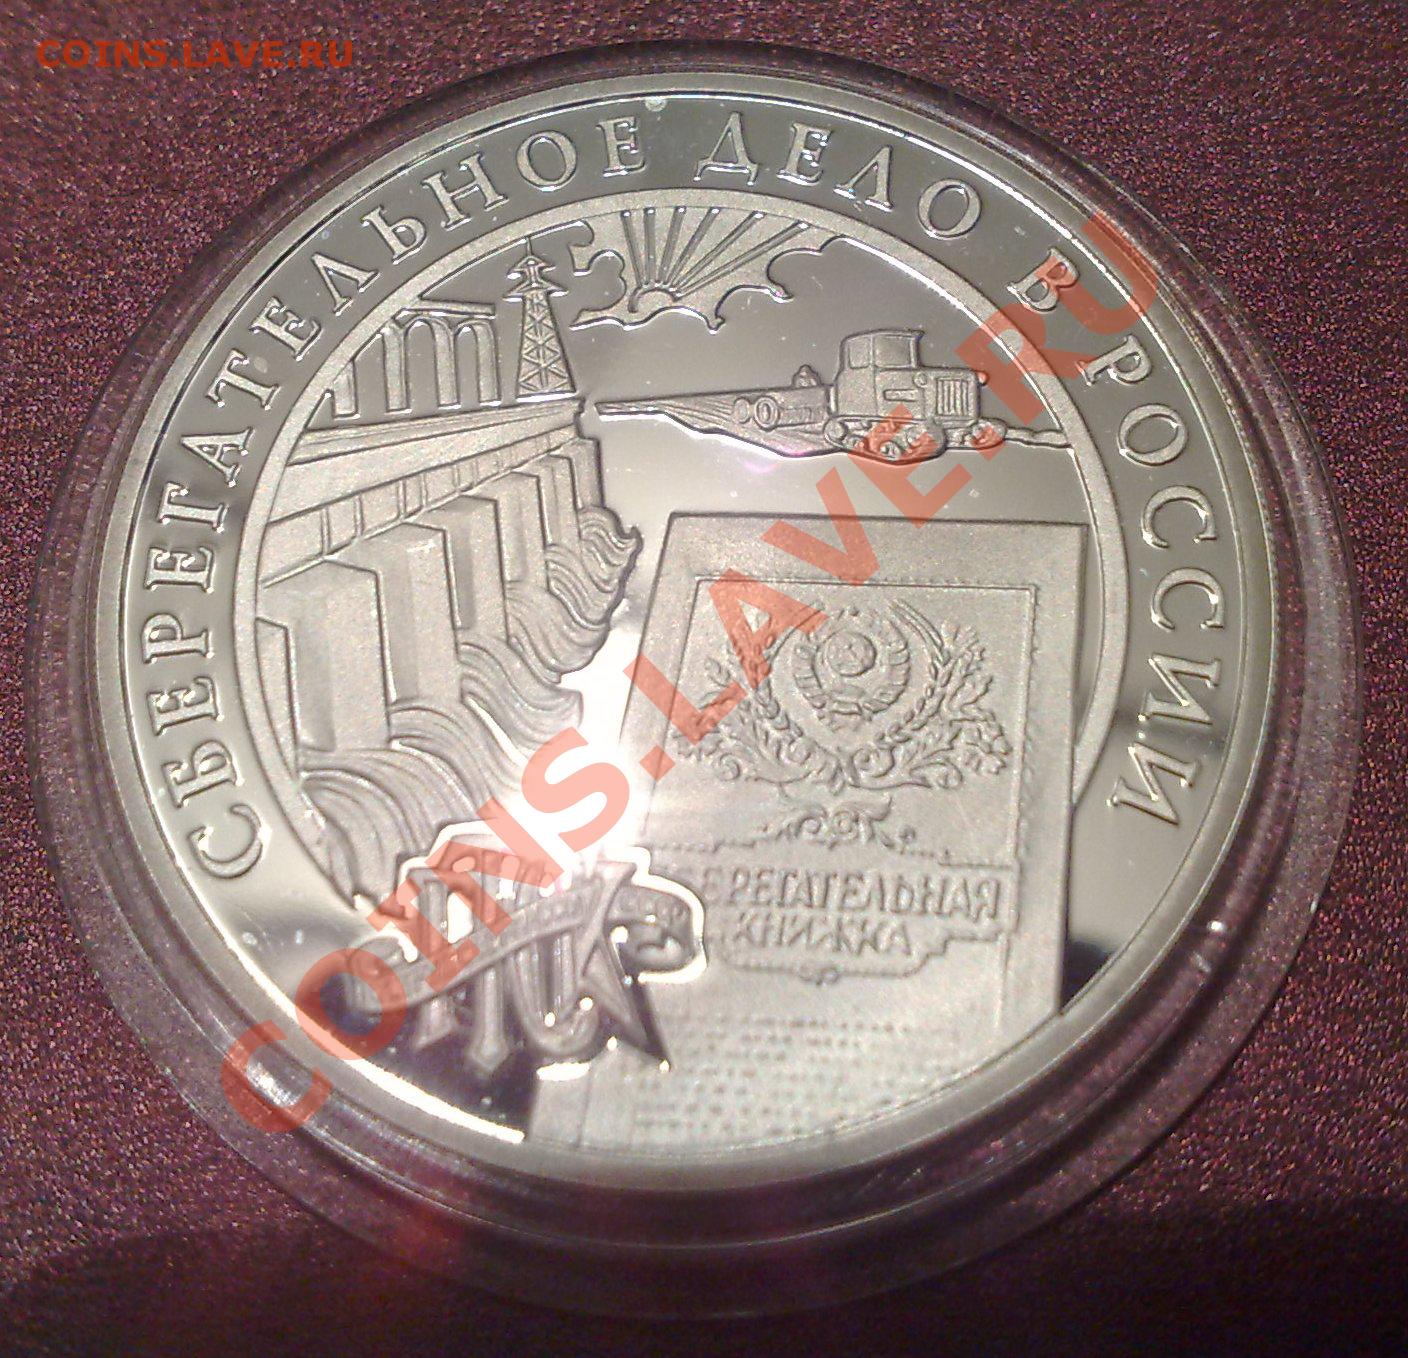 COINS.LAVE.RU
СБЕРЕГАТЕЛЬНОЕ ДЕЛО В РОССИИ
COINS.LAVE.RU
СБЕРЕГАТЕЛЬНАЯ
КНИЖКА